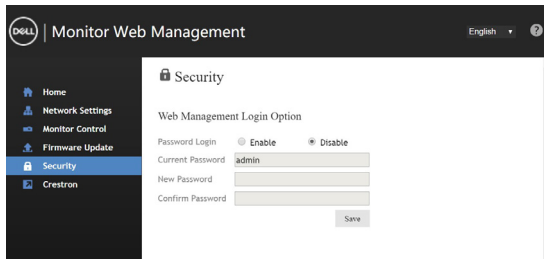 DELL | Monitor Web Management
English
?
Security
Home
Network Settings
Monitor Control
Firmware Update
Security
Crestron
Web Management Login Option
Password Login Enable Disable
Current Password admin
New Password
Confirm Password
Save